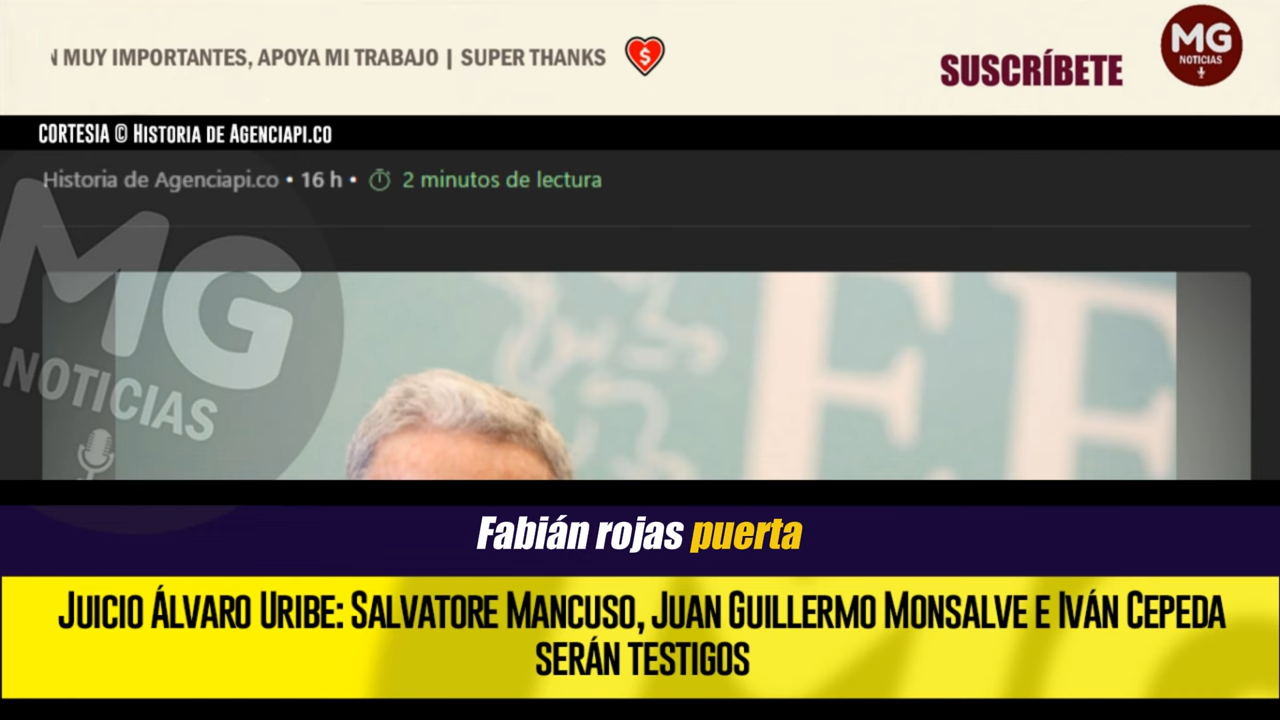 N MUY IMPORTANTES, APOYA MI TRABAJO | SUPER THANKS
SUSCRÍBETE
MG
NOTICIAS
CORTESIA © HISTORIA DE AGENCIAPI.CO
Historia de Agenciapi.co • 16 h • 2 minutos de lectura
MG
NOTICIAS
EF
Fabián rojas puerta
JUICIO ÁLVARO URIBE: SALVATORE MANCUSO, JUAN GUILLERMO MONSALVE E IVÁN CEPEDA
SERÁN TESTIGOS